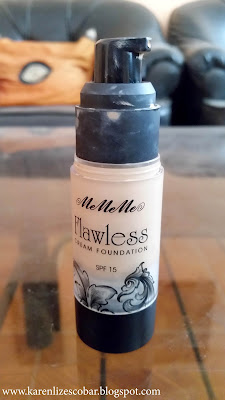 MeMeMe
Flawless
CREAM FOUNDATION
SPF 15
www.karenlizescobar.blogspot.com